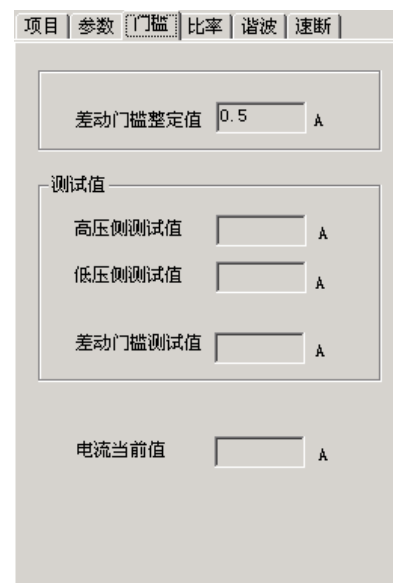 项目 参数 门槛 比率 谐波 速断
差动门槛整定值 0.5 A
测试值
高压侧测试值 A
低压侧测试值 A
差动门槛测试值 A
电流当前值 A